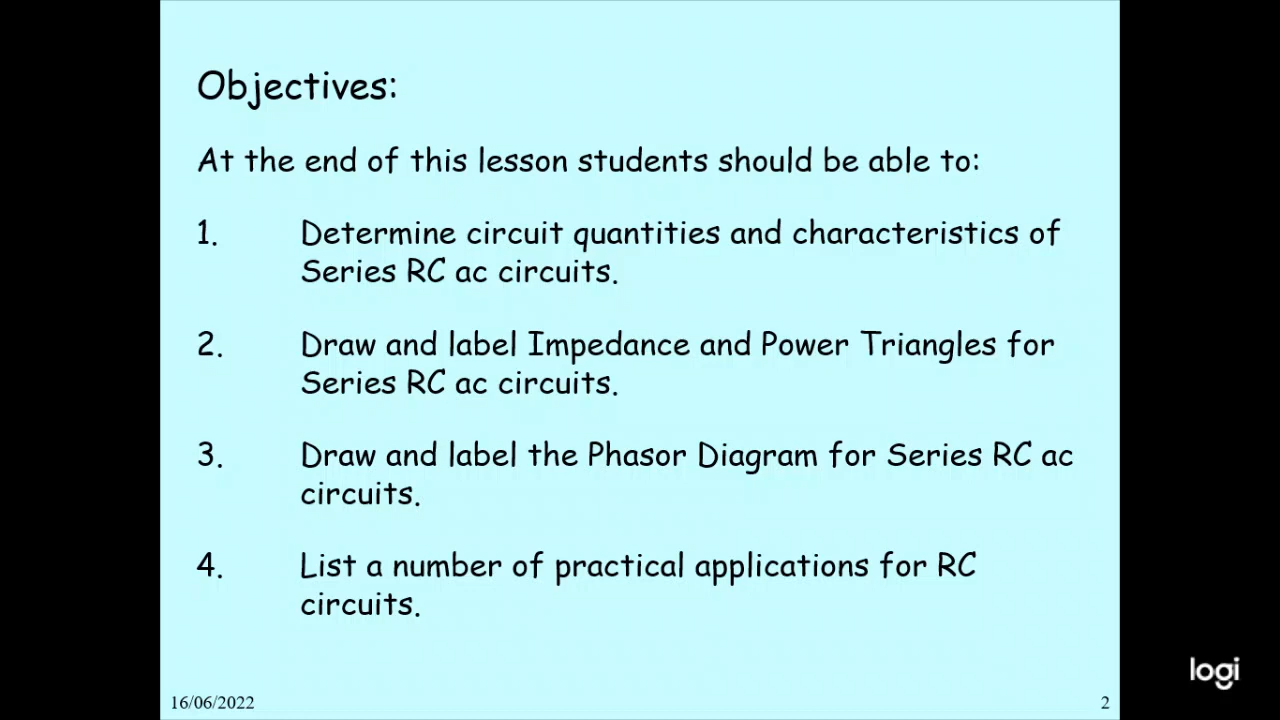 Objectives:
At the end of this lesson students should be able to:
1. Determine circuit quantities and characteristics of
Series RC ac circuits.
2. Draw and label Impedance and Power Triangles for
Series RC ac circuits.
3. Draw and label the Phasor Diagram for Series RC ac
circuits.
4. List a number of practical applications for RC
circuits.
16/06/2022
2
logi